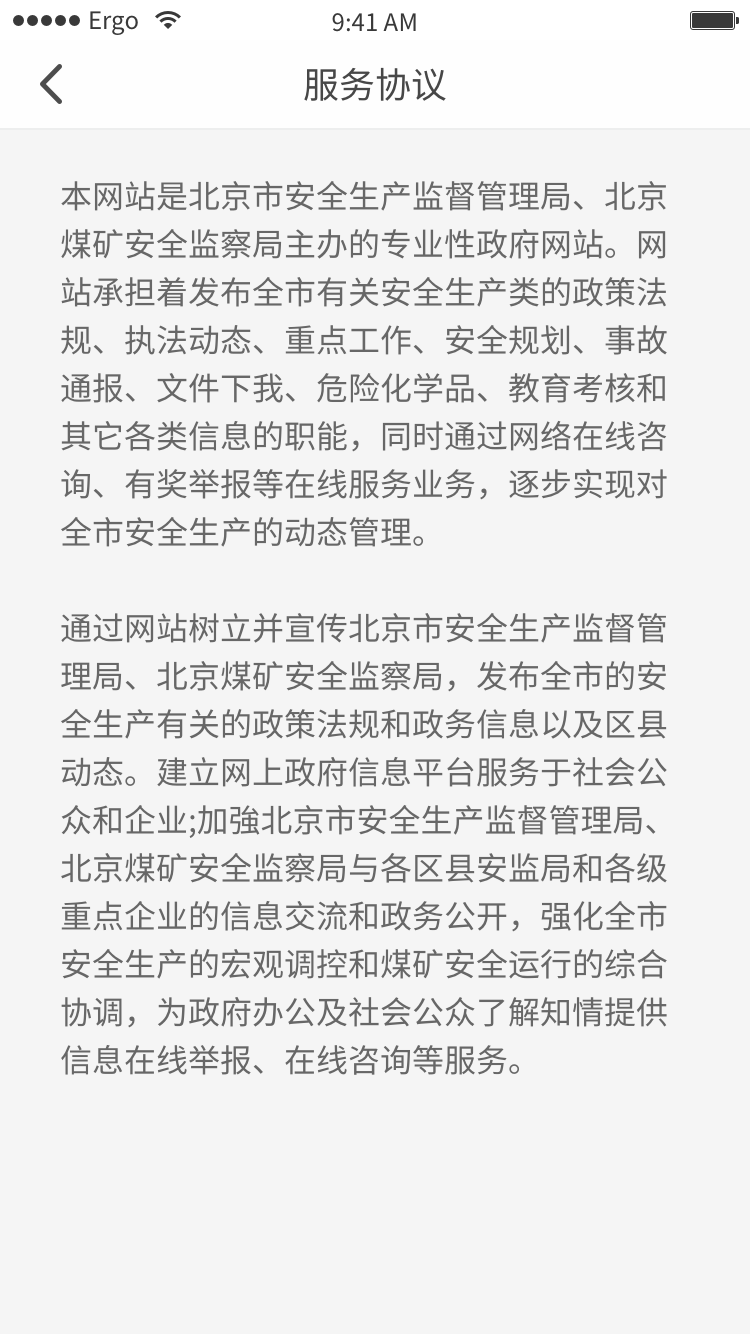 Ergo 9:41 AM
服务协议
本网站是北京市安全生产监督管理局、北京
煤矿安全监察局主办的专业性政府网站。网
站承担着发布全市有关安全生产类的政策法
规、执法动态、重点工作、安全规划、事故
通报、文件下我、危险化学品、教育考核和
其它各类信息的职能，同时通过网络在线咨
询、有奖举报等在线服务业务，逐步实现对
全市安全生产的动态管理。
通过网站树立并宣传北京市安全生产监督管
理局、北京煤矿安全监察局，发布全市的安
全生产有关的政策法规和政务信息以及区县
动态。建立网上政府信息平台服务于社会公
众和企业;加強北京市安全生产监督管理局、
北京煤矿安全监察局与各区县安监局和各级
重点企业的信息交流和政务公开，强化全市
安全生产的宏观调控和煤矿安全运行的综合
协调，为政府办公及社会公众了解知情提供
信息在线举报、在线咨询等服务。